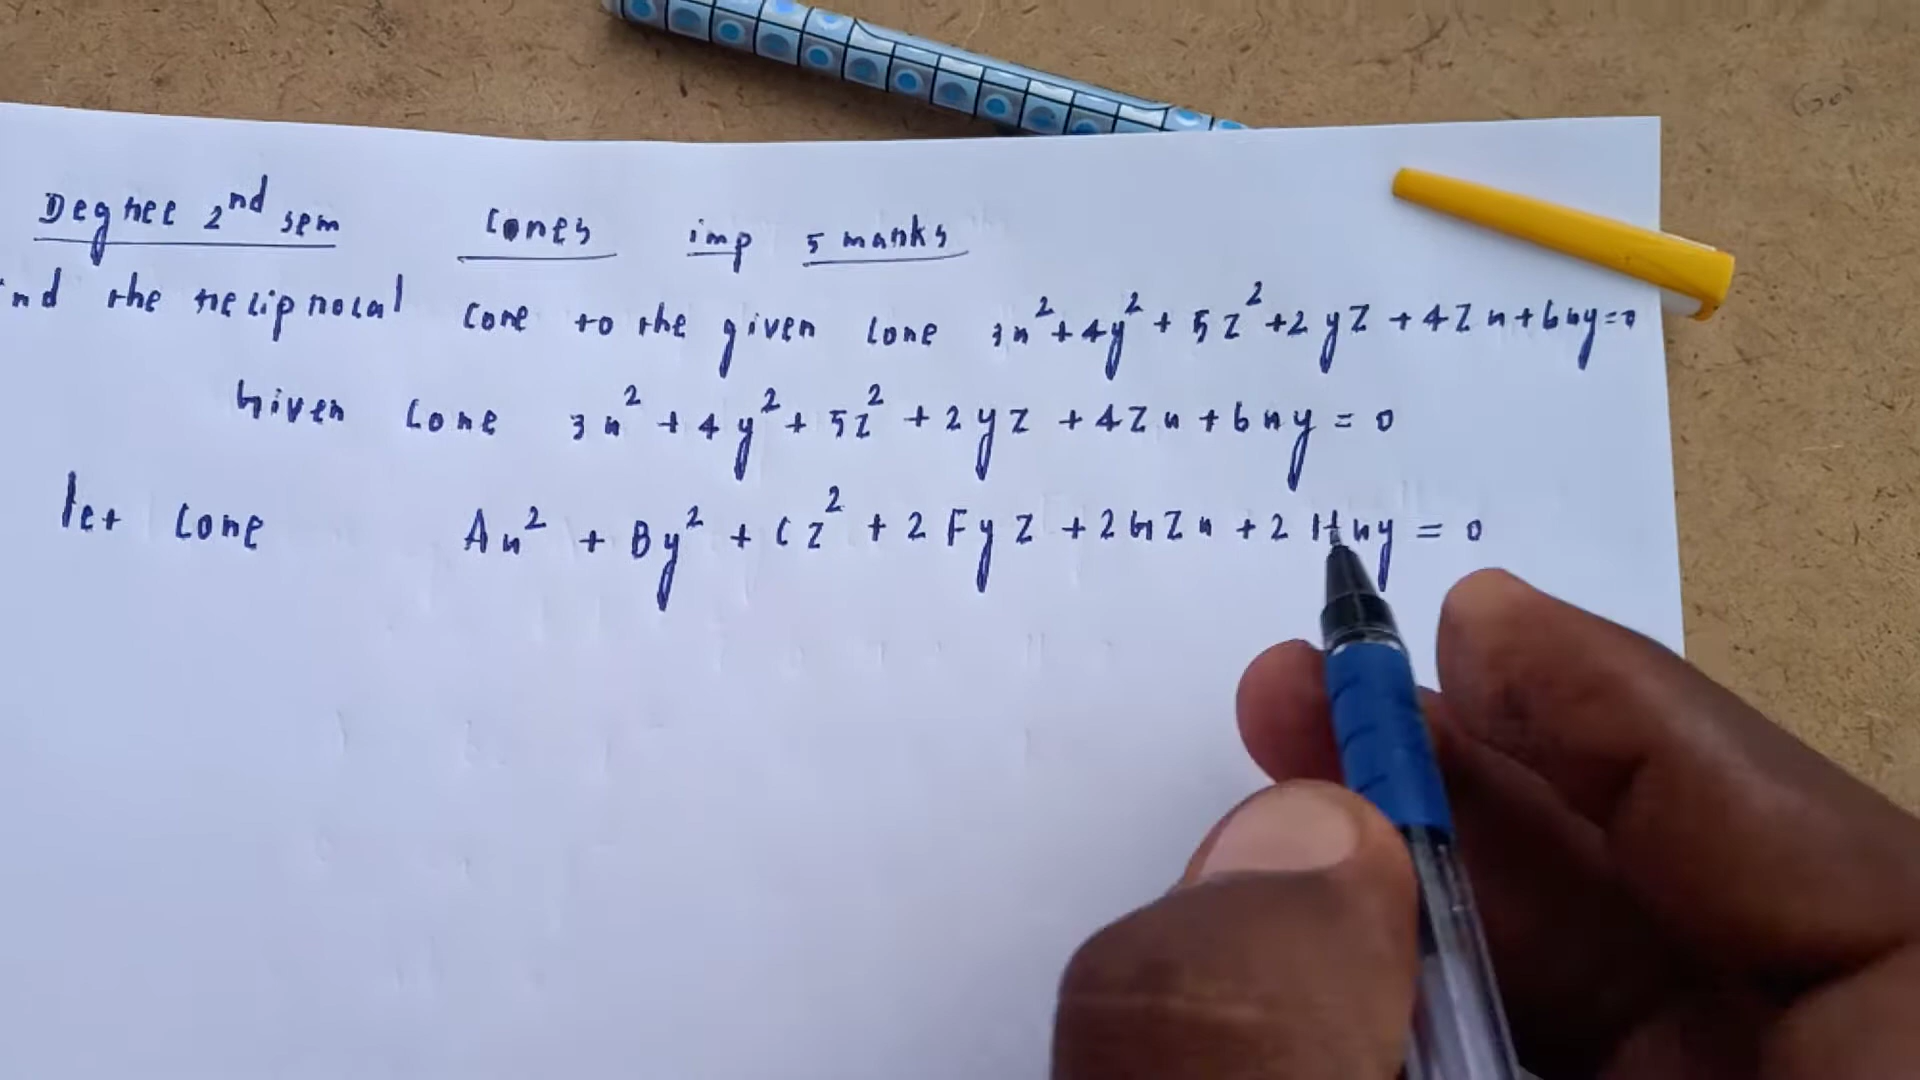 Degree 2nd sem Cones imp 5 marks
ind the reciprocal cone to the given cone 3x²+4y²+5z²+2yz+4zx+6xy=0
Given cone 3x²+4y²+5z²+2yz+4zx+6xy=0
let cone Ax²+By²+Cz²+2Fyz+2Gzx+2Hxy=0